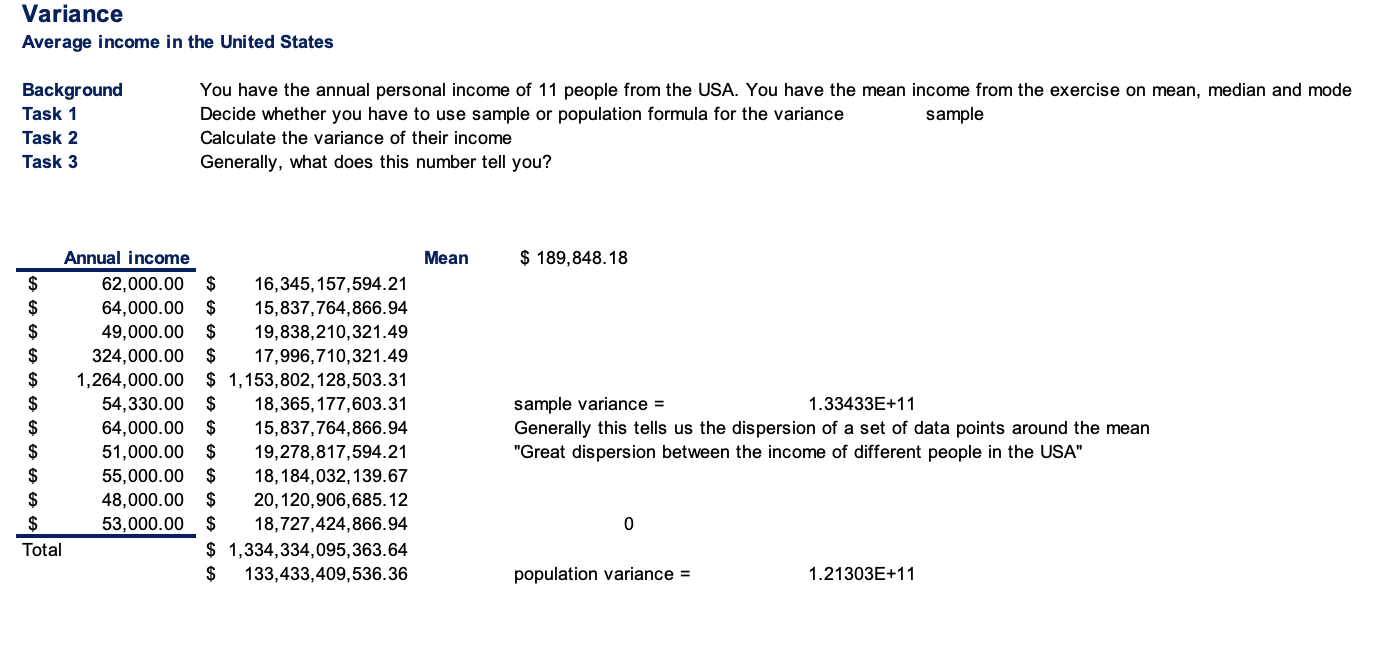 Variance
Average income in the United States
Background You have the annual personal income of 11 people from the USA. You have the mean income from the exercise on mean, median and mode
Task 1 Decide whether you have to use sample or population formula for the variance sample
Task 2 Calculate the variance of their income
Task 3 Generally, what does this number tell you?
Annual income Mean $ 189,848.18
$ 62,000.00 $ 16,345,157,594.21
$ 64,000.00 $ 15,837,764,866.94
$ 49,000.00 $ 19,838,210,321.49
$ 324,000.00 $ 17,996,710,321.49
$ 1,264,000.00 $ 1,153,802,128,503.31
$ 54,330.00 $ 18,365,177,603.31 sample variance = 1.33433E+11
$ 64,000.00 $ 15,837,764,866.94 Generally this tells us the dispersion of a set of data points around the mean
$ 51,000.00 $ 19,278,817,594.21 "Great dispersion between the income of different people in the USA"
$ 55,000.00 $ 18,184,032,139.67
$ 48,000.00 $ 20,120,906,685.12
$ 53,000.00 $ 18,727,424,866.94 0
Total $ 1,334,334,095,363.64
$ 133,433,409,536.36 population variance = 1.21303E+11